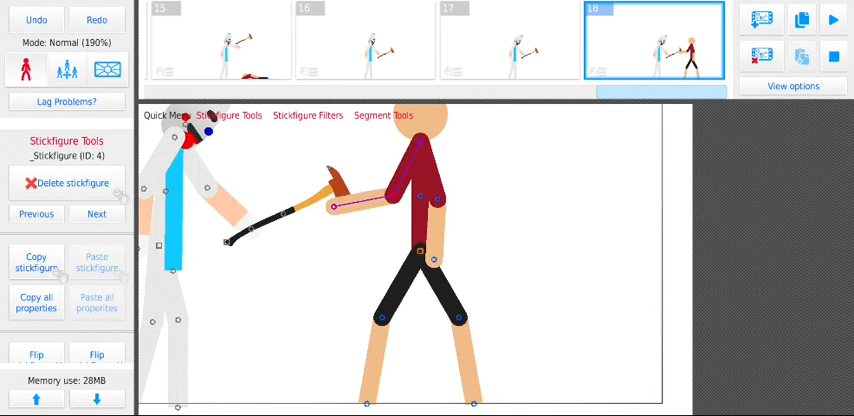 Undo
Redo
Mode: Normal (190%)
Lag Problems?
Stickfigure Tools
_Stickfigure (ID: 4)
Delete stickfigure
Previous
Next
Copy
stickfigure
Paste
stickfigure
Copy all
properties
Paste all
properites
Flip
Flip
Memory use: 28MB
15
16
17
18
View options
Quick Menu
Stickfigure Tools
Stickfigure Filters
Segment Tools